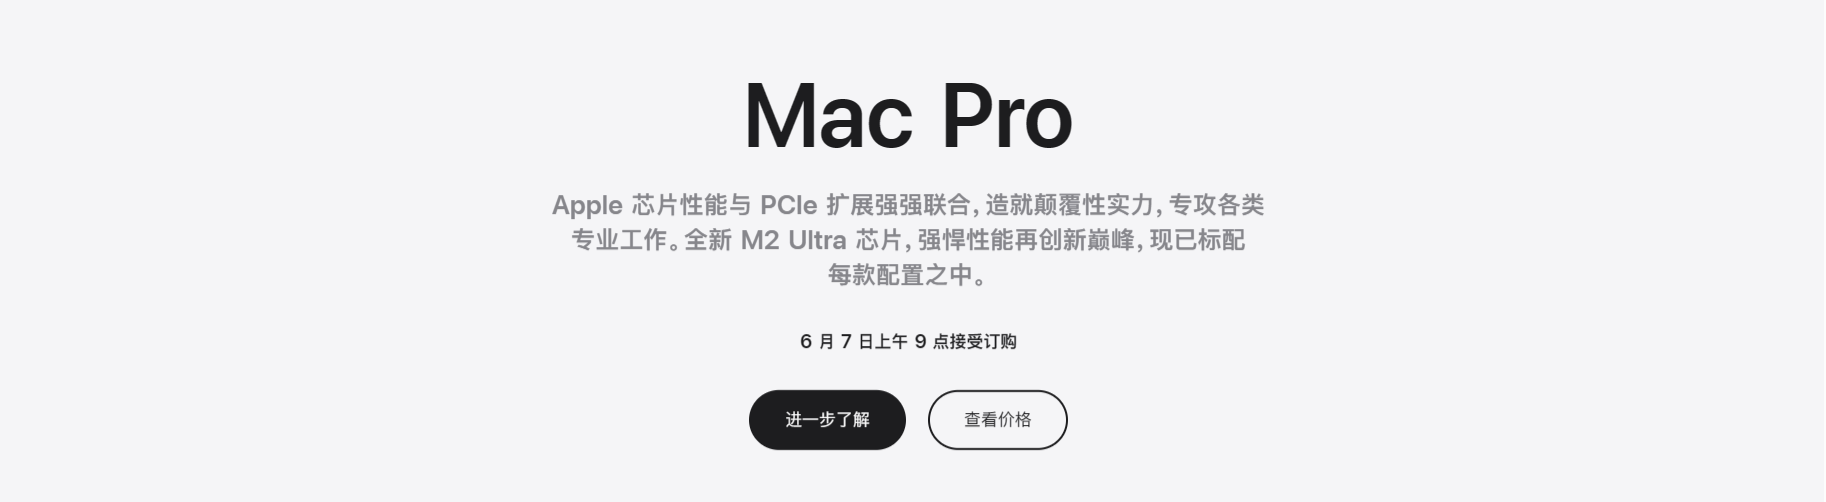 Mac Pro
Apple 芯片性能与 PCIe 扩展强强联合，造就颠覆性实力，专攻各类
专业工作。全新 M2 Ultra 芯片，强悍性能再创新巅峰，现已标配
每款配置之中。
6 月 7 日上午 9 点接受订购
进一步了解
查看价格